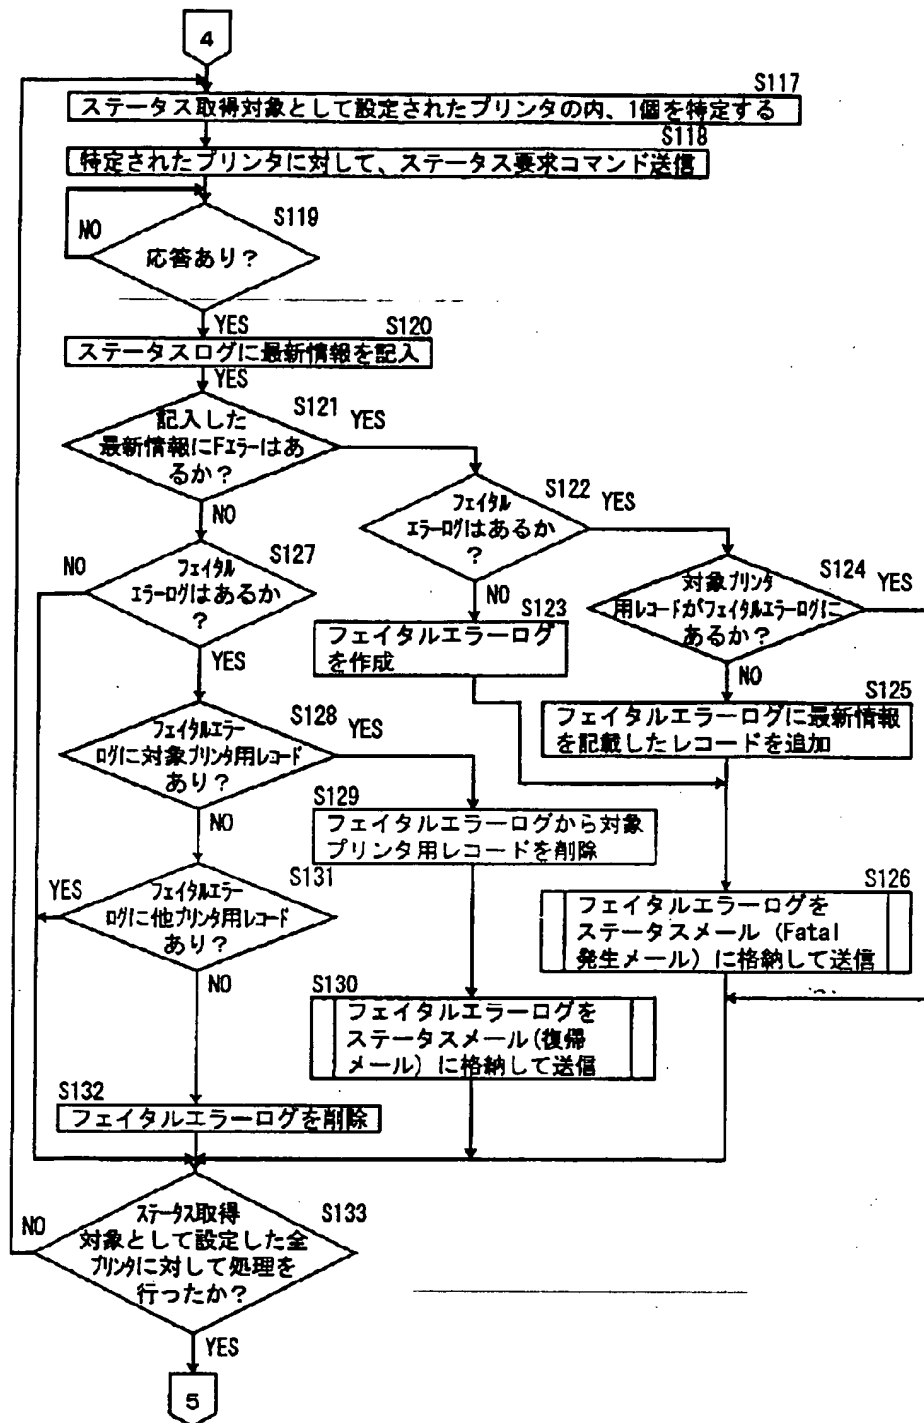 4
S117
ステータス取得対象として設定されたプリンタの内、1個を特定する
S118
特定されたプリンタに対して、ステータス要求コマンド送信
S119
NO
応答あり？
YES
S120
ステータスログに最新情報を記入
YES
S121
YES
記入した
最新情報にFエラーはあ
るか？
NO
S122
YES
フェイタル
エラーログはあるか
？
NO
S127
NO
フェイタル
エラーログはあるか
？
YES
S124
YES
対象プリンタ
用レコードがフェイタルエラーログに
あるか？
NO
S123
フェイタルエラーログ
を作成
S125
フェイタルエラーログに最新情報
を記載したレコードを追加
S128
YES
フェイタルエラー
ログに対象プリンタ用レコード
あり？
NO
S129
フェイタルエラーログから対象
プリンタ用レコードを削除
S131
YES
フェイタルエラー
ログに他プリンタ用レコード
あり？
NO
S126
フェイタルエラーログを
ステータスメール（Fatal
発生メール）に格納して送信
S130
フェイタルエラーログを
ステータスメール(復帰
メール）に格納して送信
S132
フェイタルエラーログを削除
S133
NO
ステータス取得
対象として設定した全
プリンタに対して処理を
行ったか？
YES
5